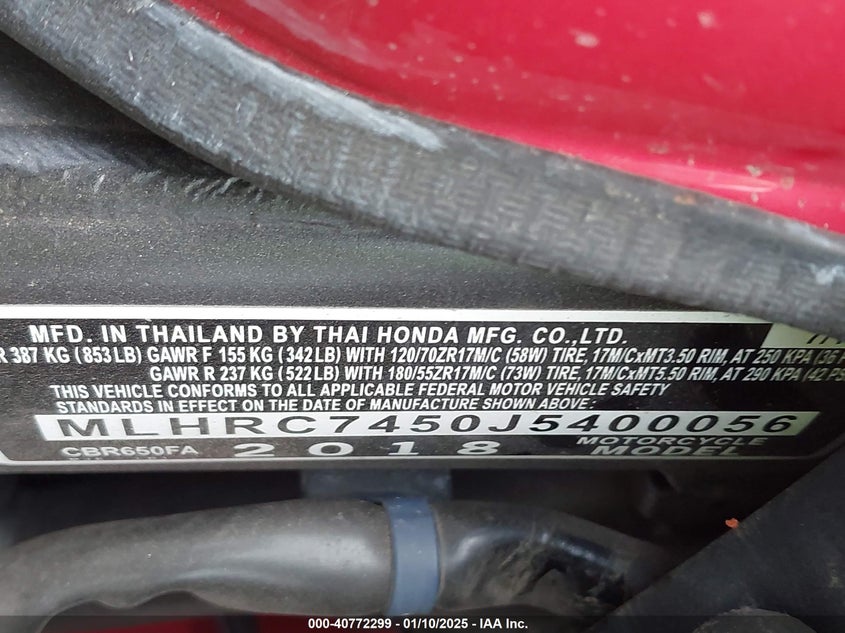 MFD. IN THAILAND BY THAI HONDA MFG. CO.,LTD.
R 387 KG ( 853 LB) GAWR F 155 KG ( 342 LB) WITH 120/70ZR17M/C (58W) TIRE, 17M/CxMT3.50 RIM, AT 250 KPA (36 P
GAWR R 237 KG ( 522 LB) WITH 180/55ZR17M/C (73W) TIRE, 17M/CxMT5.50 RIM, AT 290 KPA (42 PS
THIS VEHICLE CONFORMS TO ALL APPLICABLE FEDERAL MOTOR VEHICLE SAFETY
STANDARDS IN EFFECT ON THE DATE OF MANUFACTURE SHOWN ABOVE:
MLHRC7450J5400056
CBR650FA 2018 MOTORCYCLE MODEL
000-40772299 - 01/10/2025 - IAA Inc.